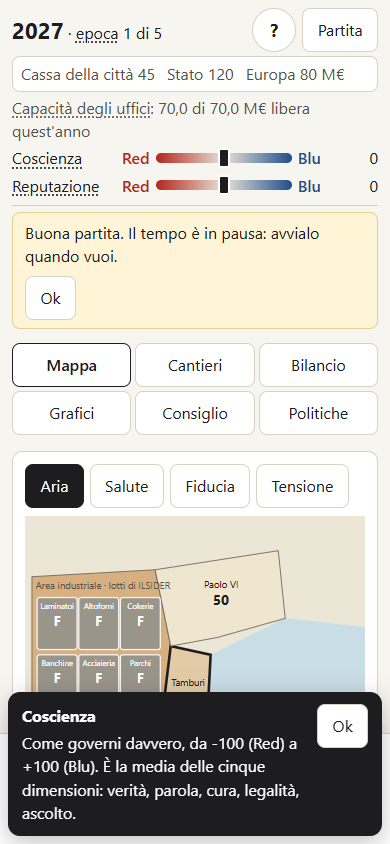 2027 · epoca 1 di 5
?
Partita
Cassa della città 45 Stato 120 Europa 80 M€
Capacità degli uffici: 70,0 di 70,0 M€ libera
quest'anno
Coscienza Red Blu 0
Reputazione Red Blu 0
Buona partita. Il tempo è in pausa: avvialo
quando vuoi.
Ok
Mappa Cantieri Bilancio
Grafici Consiglio Politiche
Aria Salute Fiducia Tensione
Area industriale · lotti di ILSIDER
Paolo VI
50
Laminatoi Altoforni Cokerie
F F F
Banchine Acciaieria Parchi
F F F
Tamburi
Coscienza
Come governi davvero, da -100 (Red) a
+100 (Blu). È la media delle cinque
dimensioni: verità, parola, cura, legalità,
ascolto.
Ok